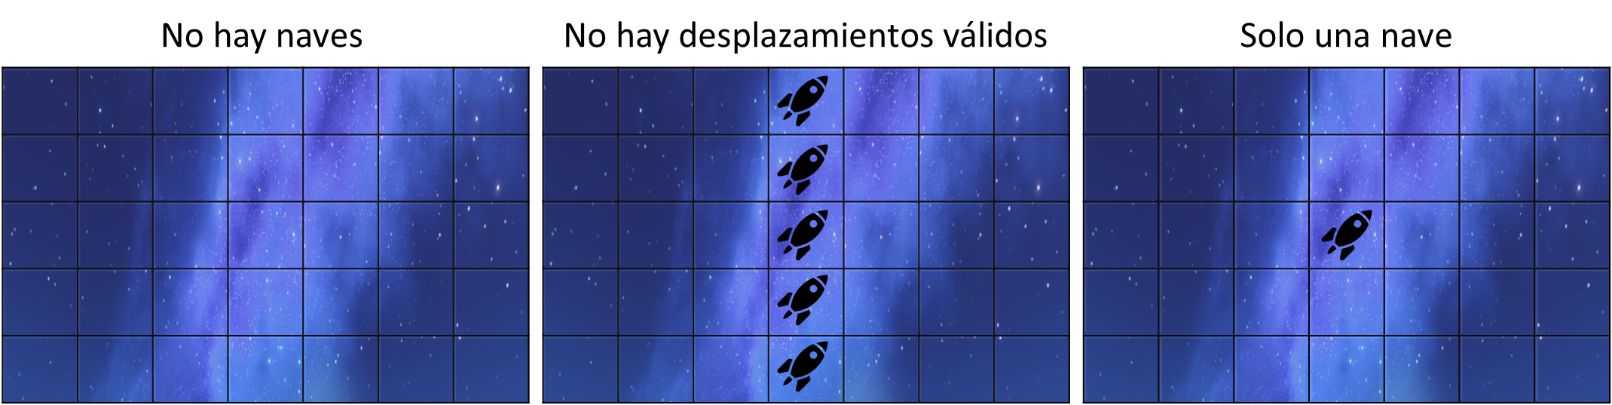 No hay naves
No hay desplazamientos válidos
Solo una nave